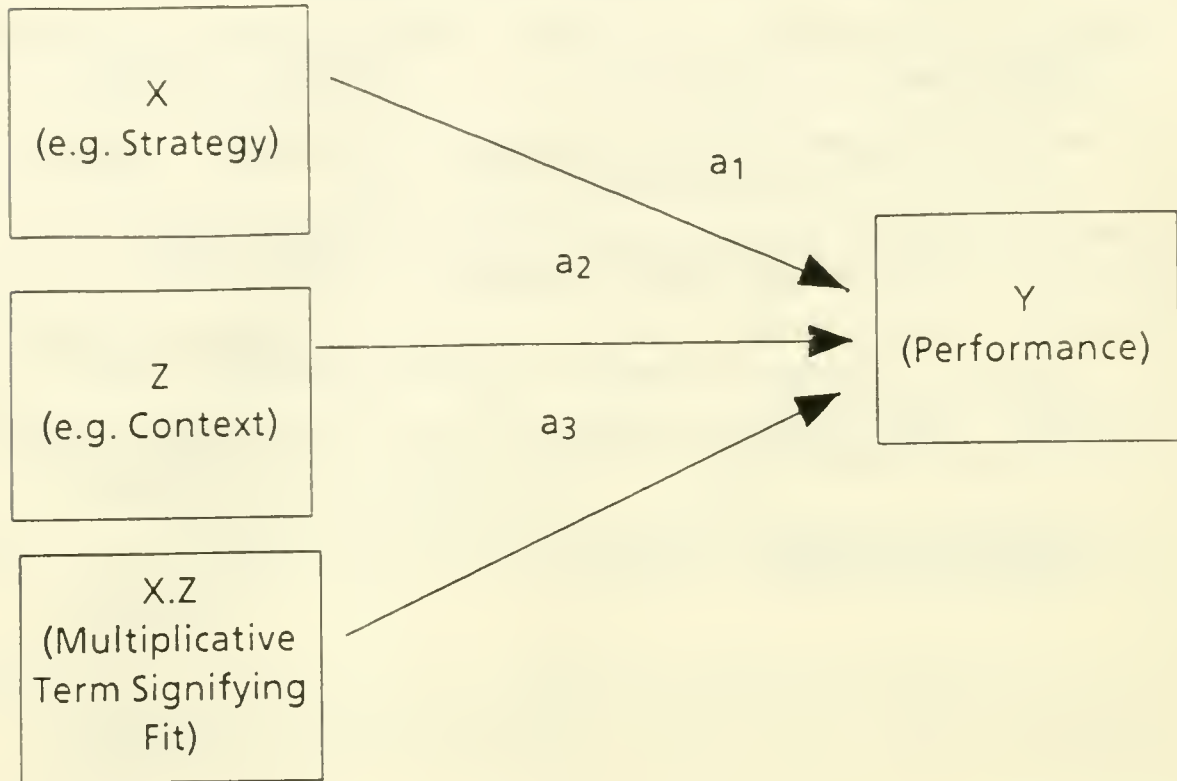 X
(e.g. Strategy)
a1
a2
Y
(Performance)
Z
(e.g. Context)
a3
X.Z
(Multiplicative
Term Signifying
Fit)